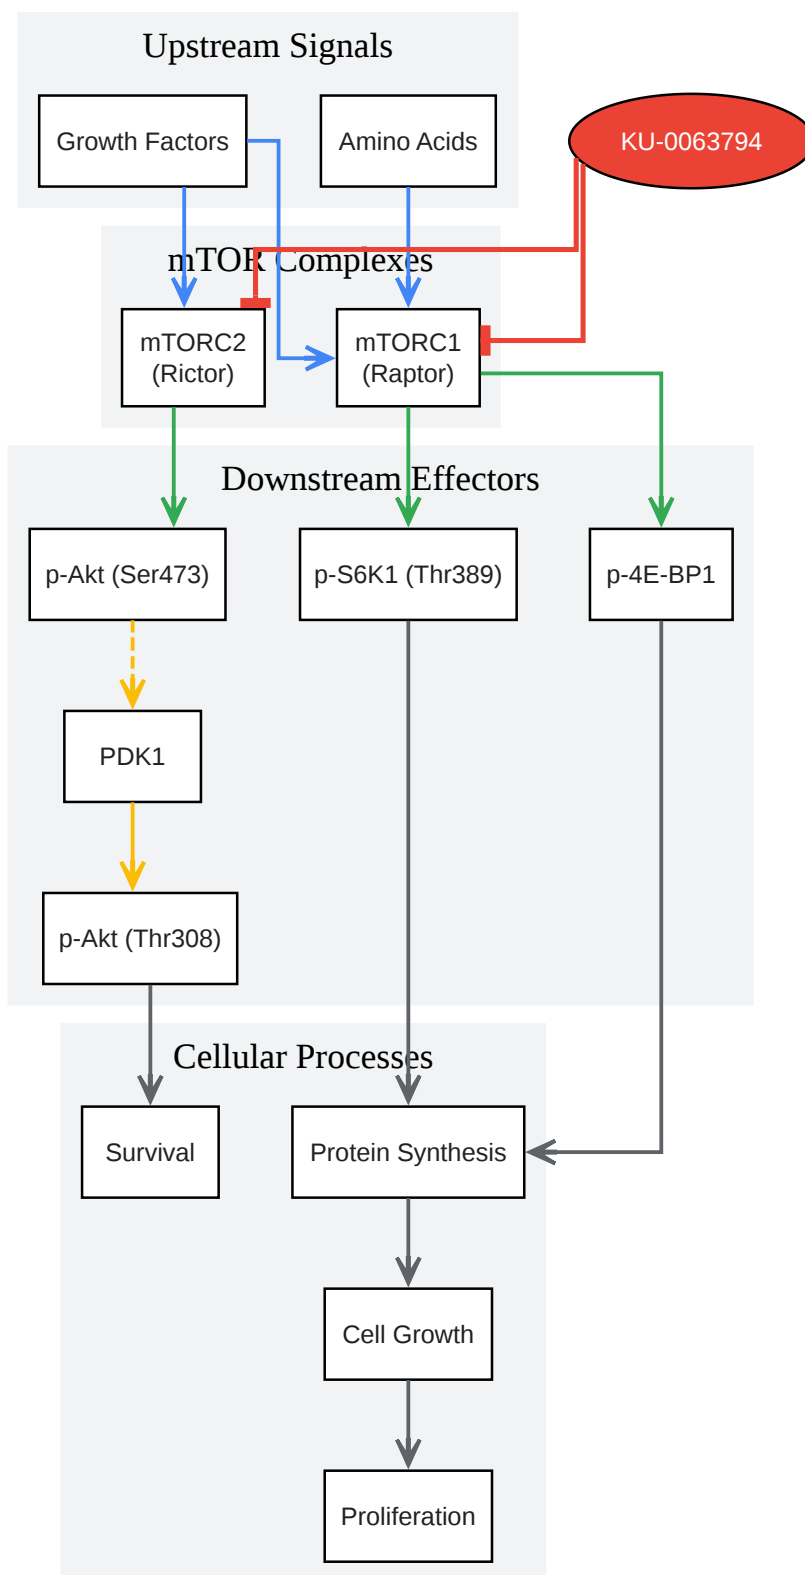 Upstream Signals
Growth Factors
Amino Acids
KU-0063794
mTOR Complexes
mTORC2
(Rictor)
mTORC1
(Raptor)
Downstream Effectors
p-Akt (Ser473)
p-S6K1 (Thr389)
p-4E-BP1
PDK1
p-Akt (Thr308)
Cellular Processes
Survival
Protein Synthesis
Cell Growth
Proliferation